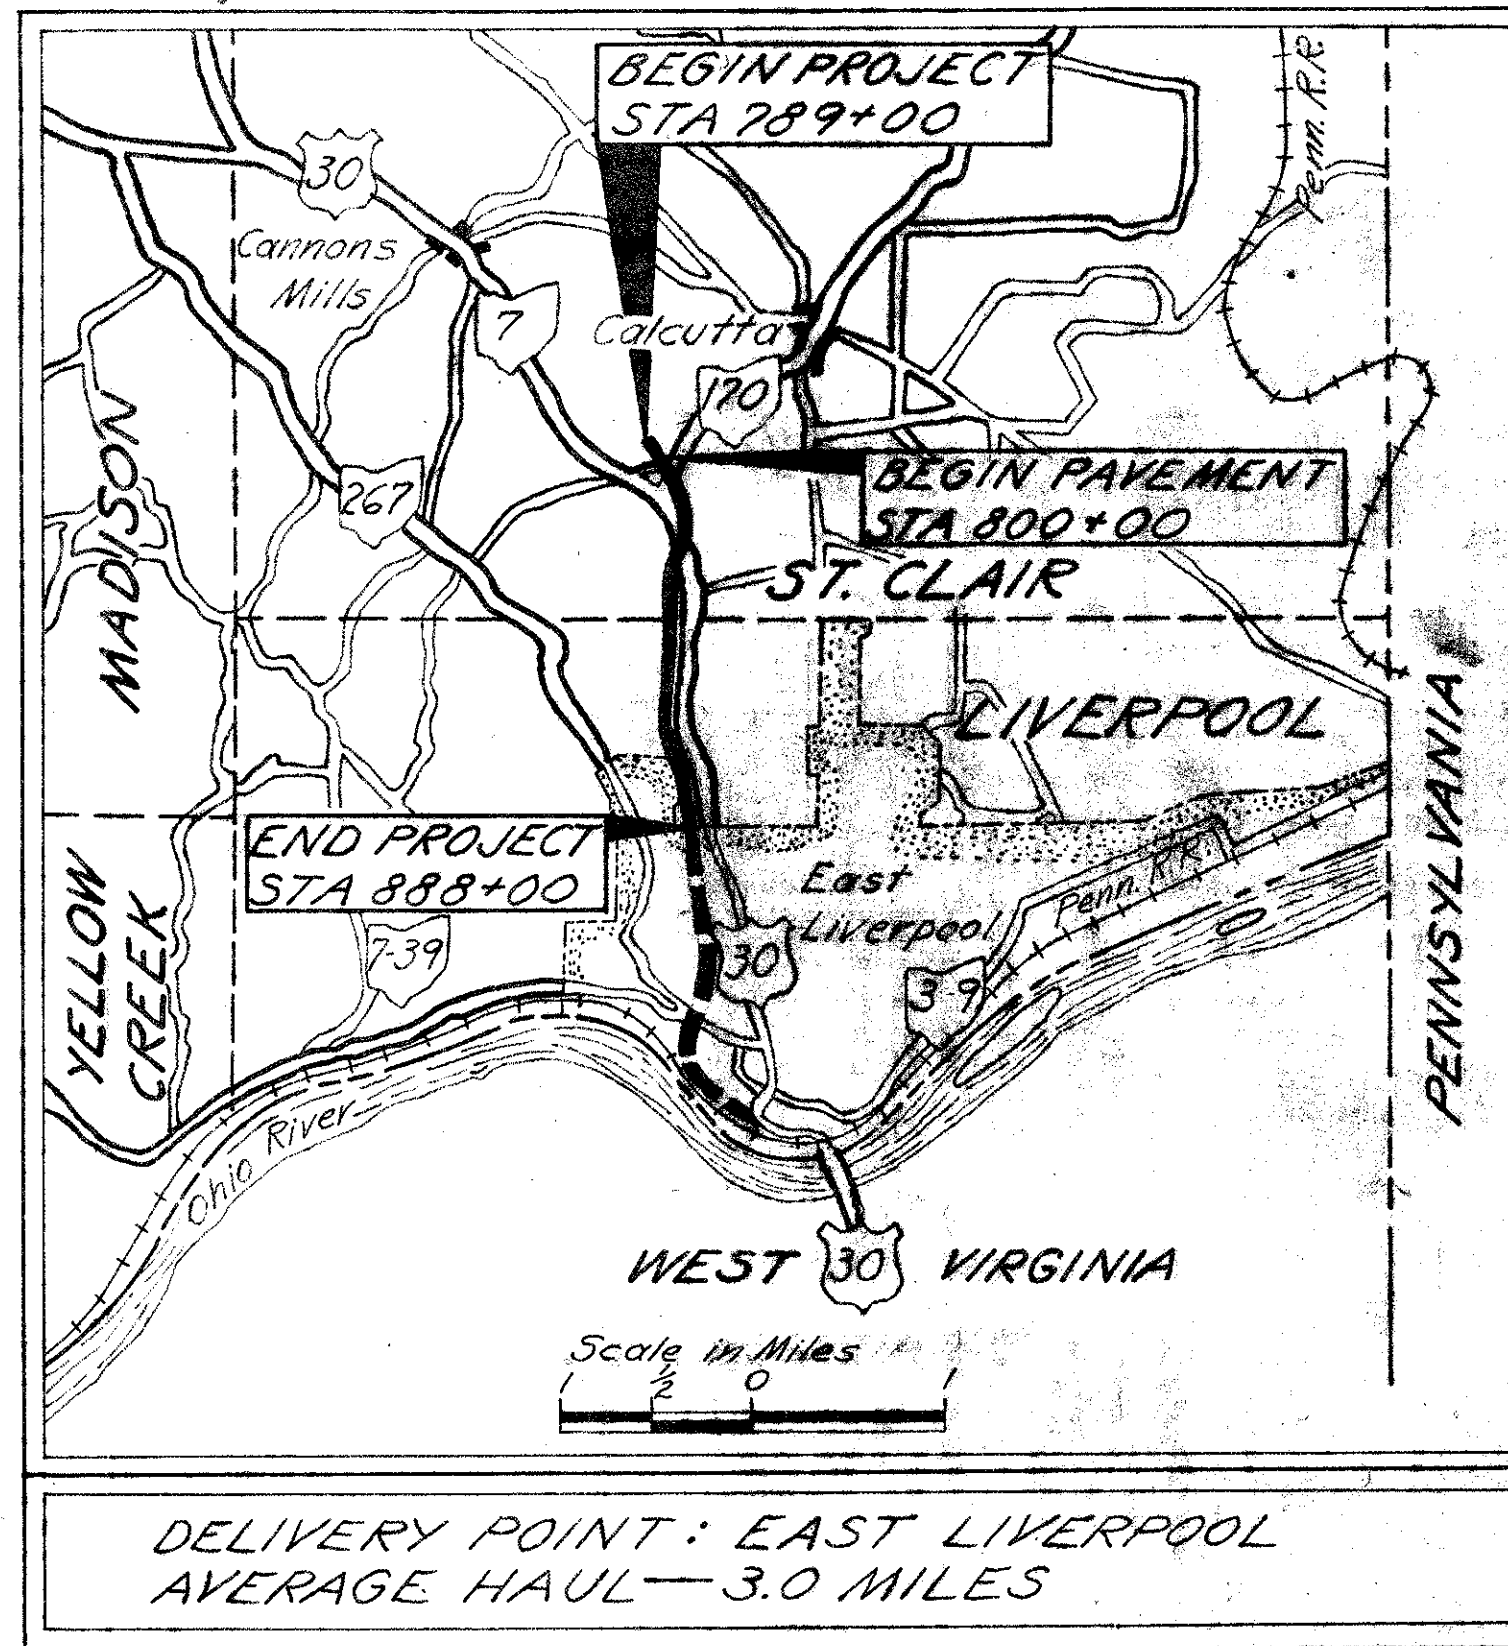 BEGIN PROJECT
STA 789+00
Penn. R.R.
30
Cannons
Mills
7
Calcutta
170
MADISON
267
BEGIN PAVEMENT
STA 800+00
ST. CLAIR
LIVERPOOL
PENNSYLVANIA
END PROJECT
STA 888+00
YELLOW
CREEK
East
Liverpool
Penn. R.R.
7-39
30
Ohio River
WEST
30
VIRGINIA
Scale in Miles
1 1/2 0 1
DELIVERY POINT: EAST LIVERPOOL
AVERAGE HAUL — 3.0 MILES